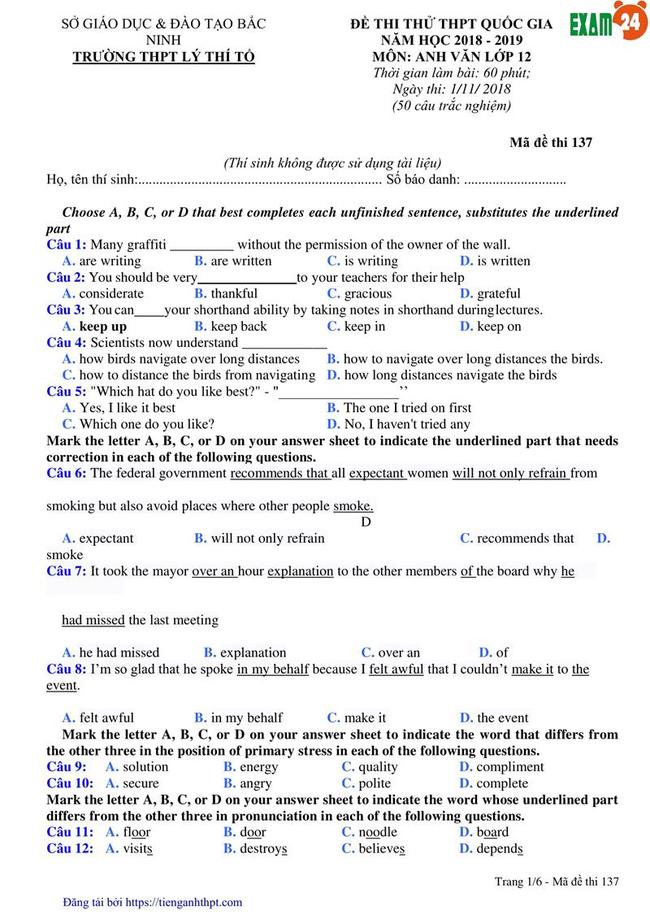 SỞ GIÁO DỤC & ĐÀO TẠO BẮC
NINH
TRƯỜNG THPT LÝ THÍ TỔ
ĐỀ THI THỬ THPT QUỐC GIA
NĂM HỌC 2018 - 2019
MÔN: ANH VĂN LỚP 12
Thời gian làm bài: 60 phút;
Ngày thi: 1/11/ 2018
(50 câu trắc nghiệm)
EXAM 24
Mã đề thi 137
(Thí sinh không được sử dụng tài liệu)
Họ, tên thí sinh:..................................................................... Số báo danh: .............................
Choose A, B, C, or D that best completes each unfinished sentence, substitutes the underlined
part
Câu 1: Many graffiti _________ without the permission of the owner of the wall.
A. are writing B. are written C. is writing D. is written
Câu 2: You should be very______________to your teachers for their help
A. considerate B. thankful C. gracious D. grateful
Câu 3: You can____your shorthand ability by taking notes in shorthand duringlectures.
A. keep up B. keep back C. keep in D. keep on
Câu 4: Scientists now understand ____________
A. how birds navigate over long distances B. how to navigate over long distances the birds.
C. how to distance the birds from navigating D. how long distances navigate the birds
Câu 5: "Which hat do you like best?" - "_________________''
A. Yes, I like it best B. The one I tried on first
C. Which one do you like? D. No, I haven't tried any
Mark the letter A, B, C, or D on your answer sheet to indicate the underlined part that needs
correction in each of the following questions.
Câu 6: The federal government recommends that all expectant women will not only refrain from
smoking but also avoid places where other people smoke.
D
A. expectant B. will not only refrain C. recommends that D.
smoke
Câu 7: It took the mayor over an hour explanation to the other members of the board why he
had missed the last meeting
A. he had missed B. explanation C. over an D. of
Câu 8: I'm so glad that he spoke in my behalf because I felt awful that I couldn't make it to the
event.
A. felt awful B. in my behalf C. make it D. the event
Mark the letter A, B, C, or D on your answer sheet to indicate the word that differs from
the other three in the position of primary stress in each of the following questions.
Câu 9: A. solution B. energy C. quality D. compliment
Câu 10: A. secure B. angry C. polite D. complete
Mark the letter A, B, C, or D on your answer sheet to indicate the word whose underlined part
differs from the other three in pronunciation in each of the following questions.
Câu 11: A. floor B. door C. noodle D. board
Câu 12: A. visits B. destroys C. believes D. depends
Trang 1/6 - Mã đề thi 137
Đăng tải bởi https://tienganhthpt.com